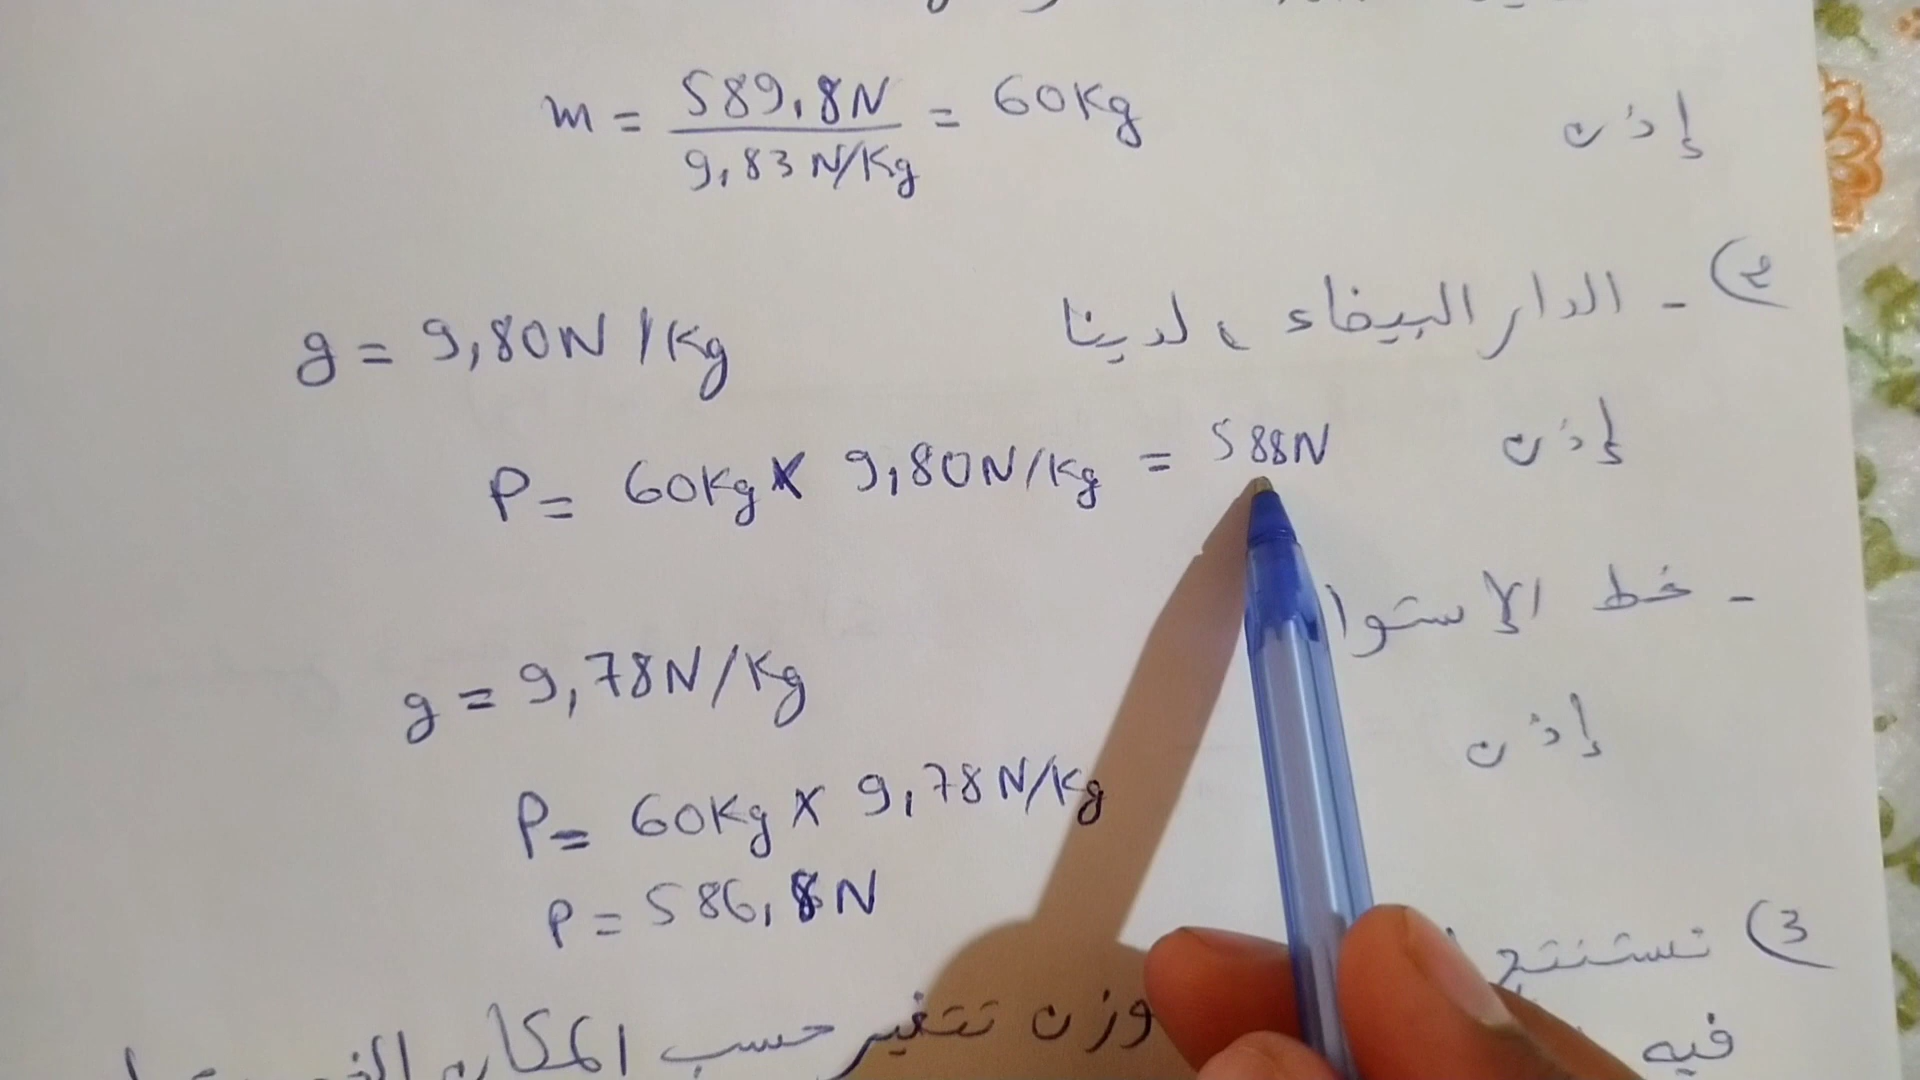 إذن m = 589,8N / 9,83 N/Kg = 60Kg
2) - الدار البيضاء، لدينا g = 9,80N/Kg
إذن P = 60Kg x 9,80N/Kg = 588N
- خط الاستوا
g = 9,78N/Kg
إذن
P = 60Kg x 9,78N/Kg
P = 586,8N
3) نستنتج
وزن تتغير حسب المكان
فيه